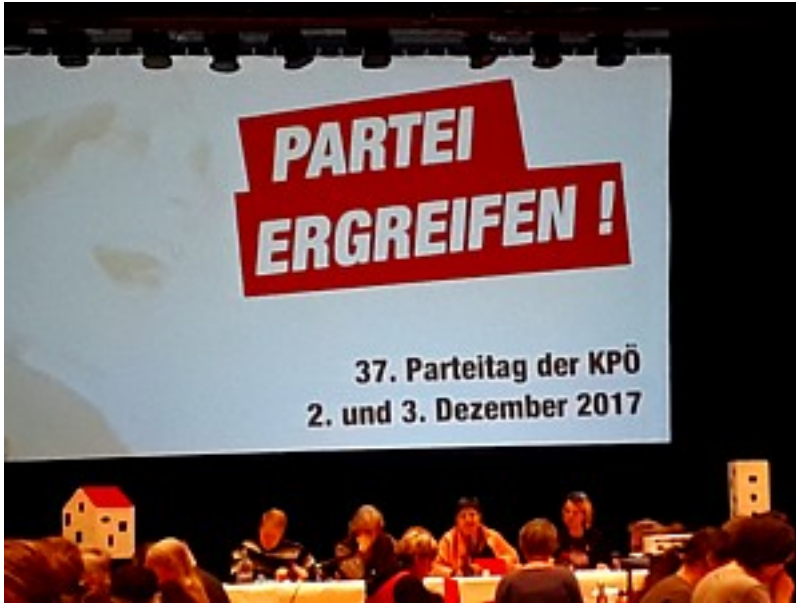 PARTEI
ERGREIFEN !
37. Parteitag der KPÖ
2. und 3. Dezember 2017